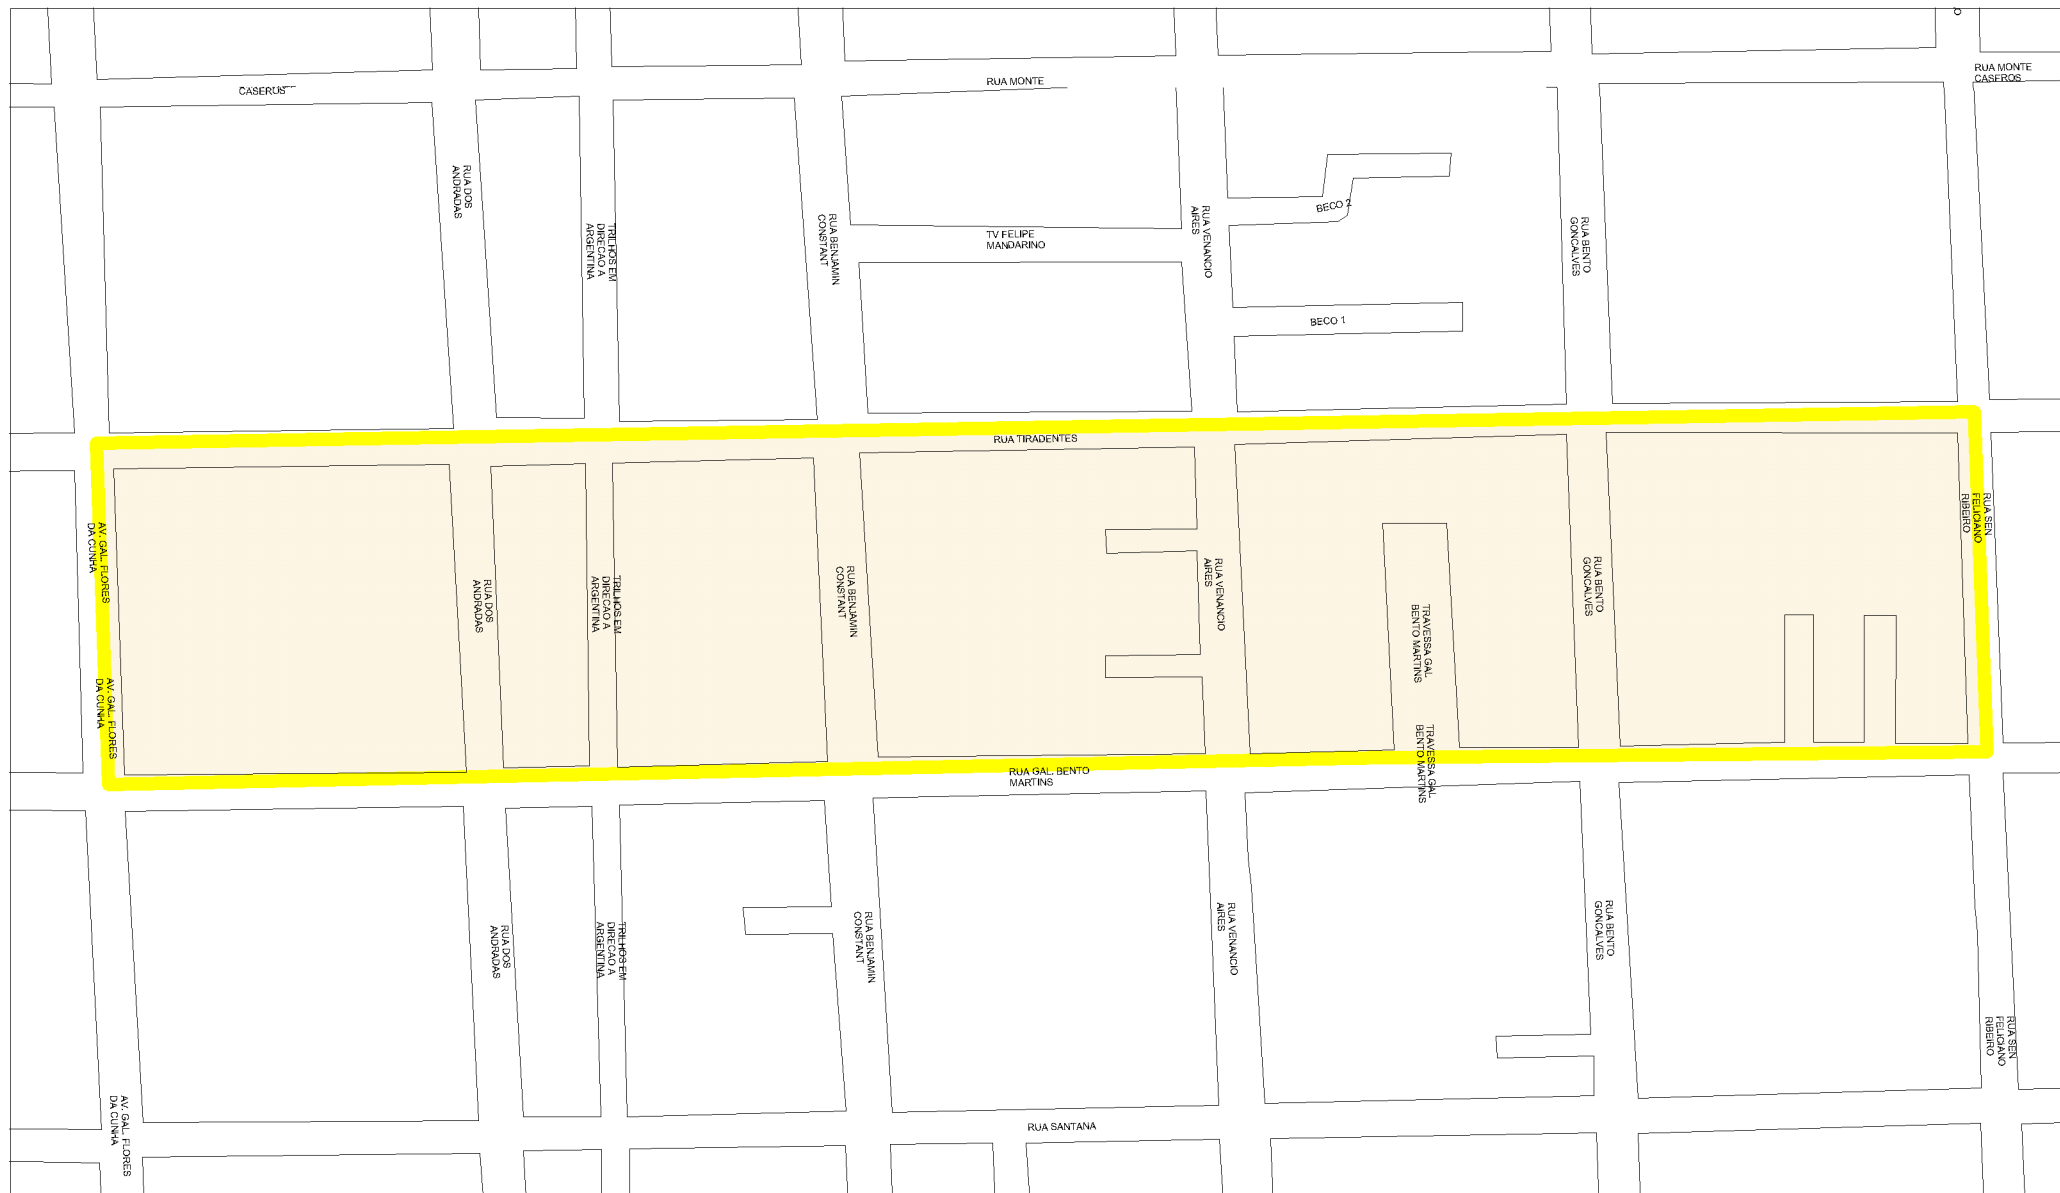 RUA MONTE
CASEROS
CASEROS
RUA MONTE
RUA DOS
ANDRADAS
TRILHOS EM
DIRECAO A
ARGENTINA
RUA BENJAMIN
CONSTANT
TV FELIPE
MANDARINO
RUA VENANCIO
AIRES
BECO 2
RUA BENTO
GONCALVES
BECO 1
RUA TIRADENTES
AV. GAL. FLORES
DA CUNHA
RUA DOS
ANDRADAS
TRILHOS EM
DIRECAO A
ARGENTINA
RUA BENJAMIN
CONSTANT
RUA VENANCIO
AIRES
TRAVESSA GAL
BENTO MARTINS
RUA BENTO
GONCALVES
RUA SEN
FELICIANO
RIBEIRO
AV. GAL. FLORES
DA CUNHA
RUA GAL. BENTO
MARTINS
TRAVESSA GAL
BENTO MARTINS
RUA DOS
ANDRADAS
TRILHOS EM
DIRECAO A
ARGENTINA
RUA BENJAMIN
CONSTANT
RUA VENANCIO
AIRES
RUA BENTO
GONCALVES
RUA SEN
FELICIANO
RIBEIRO
AV. GAL. FLORES
DA CUNHA
RUA SANTANA